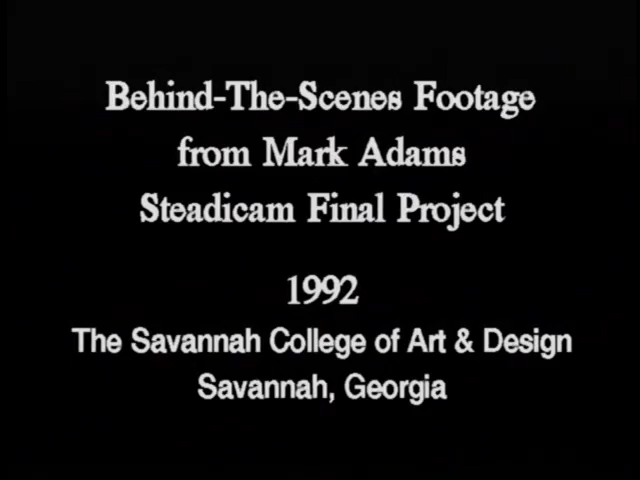 Behind-The-Scenes Footage
from Mark Adams
Steadicam Final Project
1992
The Savannah College of Art & Design
Savannah, Georgia